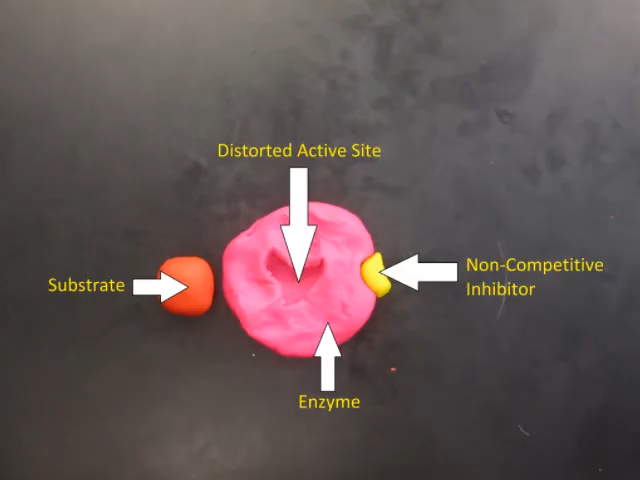 Distorted Active Site
Substrate
Non-Competitive
Inhibitor
Enzyme